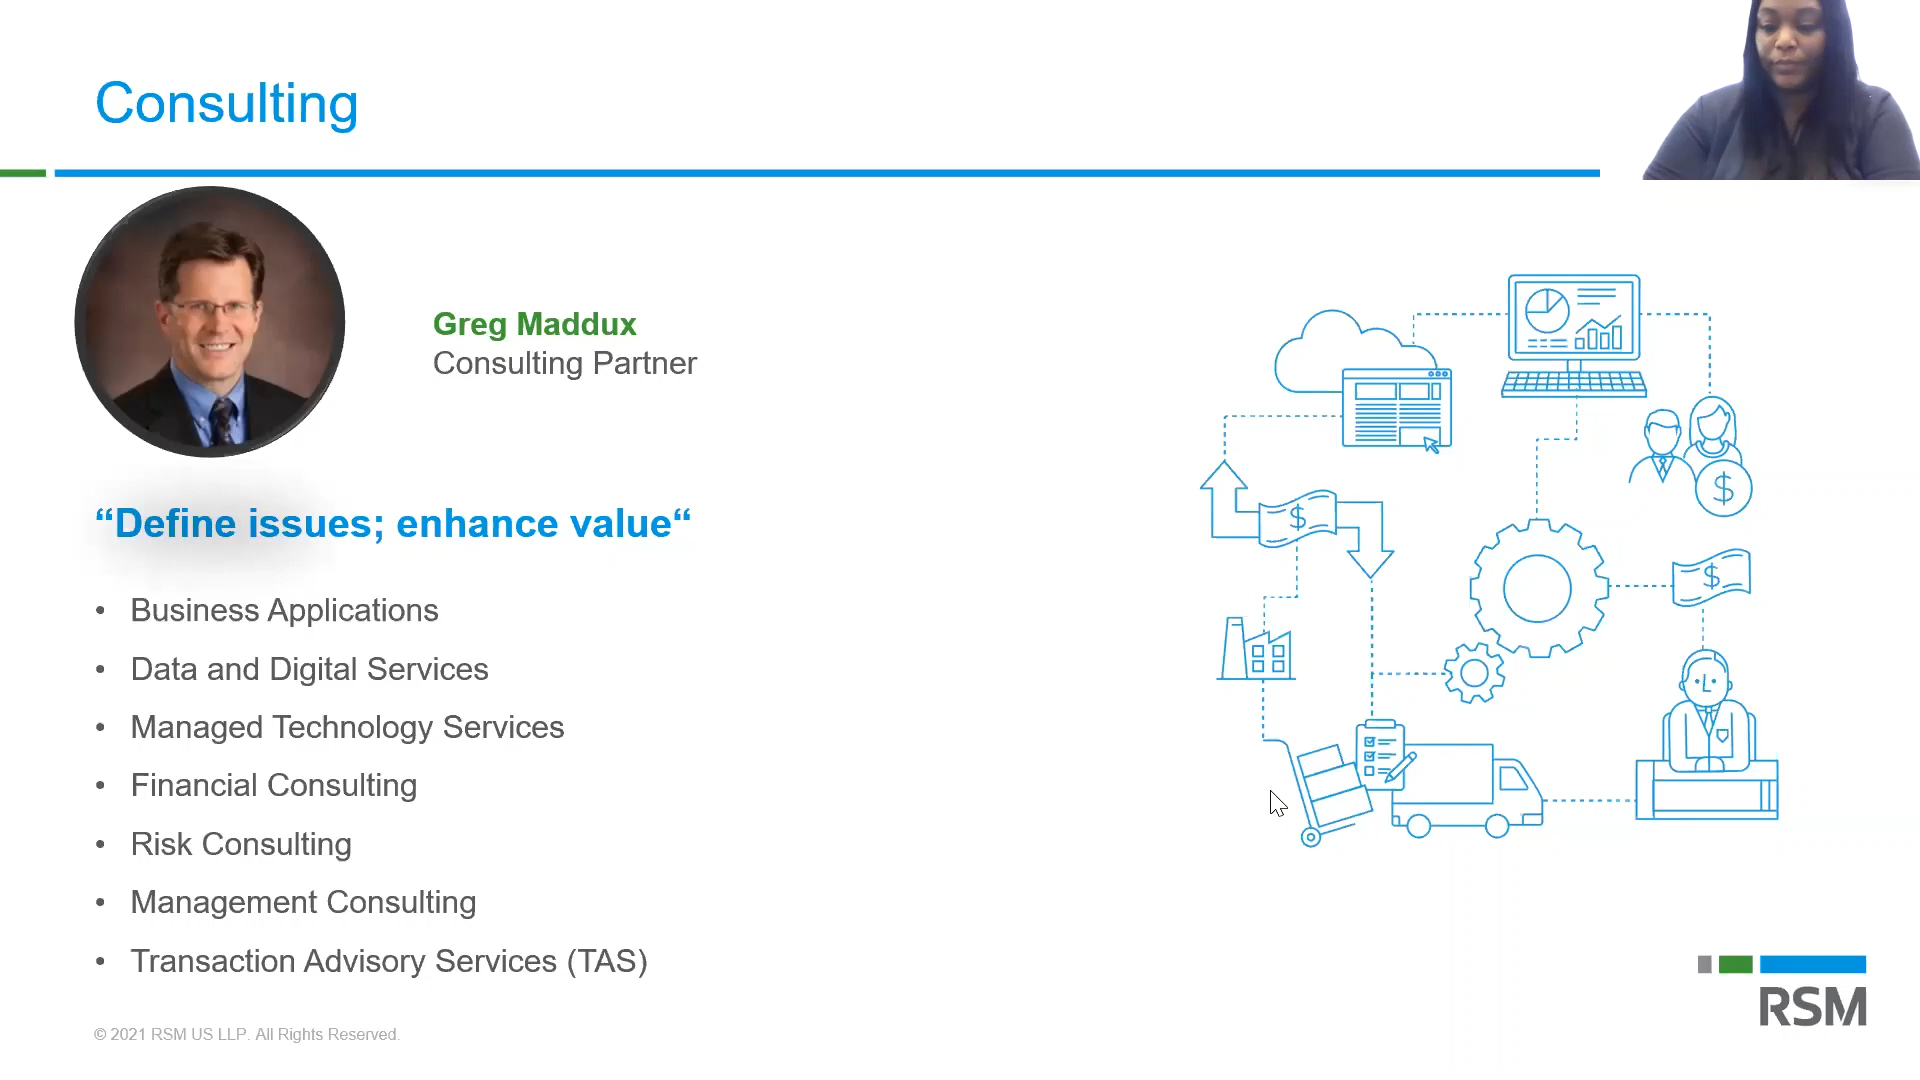 Consulting
Greg Maddux
Consulting Partner
“Define issues; enhance value“
• Business Applications
• Data and Digital Services
• Managed Technology Services
• Financial Consulting
• Risk Consulting
• Management Consulting
• Transaction Advisory Services (TAS)
$
$
$
RSM
© 2021 RSM US LLP. All Rights Reserved.